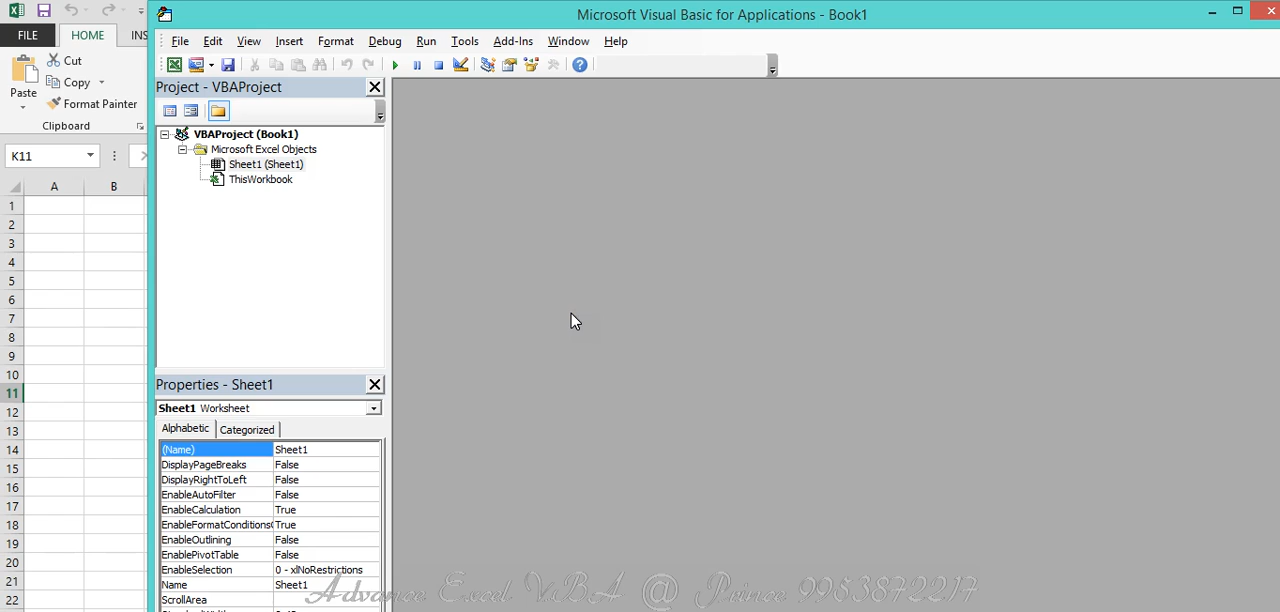 Microsoft Visual Basic for Applications - Book1
FILE HOME INS
File Edit View Insert Format Debug Run Tools Add-Ins Window Help
Paste
Cut
Copy
Format Painter
Clipboard
K11
A B
1
2
3
4
5
6
7
8
9
10
11
12
13
14
15
16
17
18
19
20
21
22
Project - VBAProject
VBAProject (Book1)
Microsoft Excel Objects
Sheet1 (Sheet1)
ThisWorkbook
Properties - Sheet1
Sheet1 Worksheet
Alphabetic Categorized
(Name) Sheet1
DisplayPageBreaks False
DisplayRightToLeft False
EnableAutoFilter False
EnableCalculation True
EnableFormatConditionsC True
EnableOutlining False
EnablePivotTable False
EnableSelection 0 - xlNoRestrictions
Name Sheet1
ScrollArea
Advance Excel VBA @ Prince 9953872217